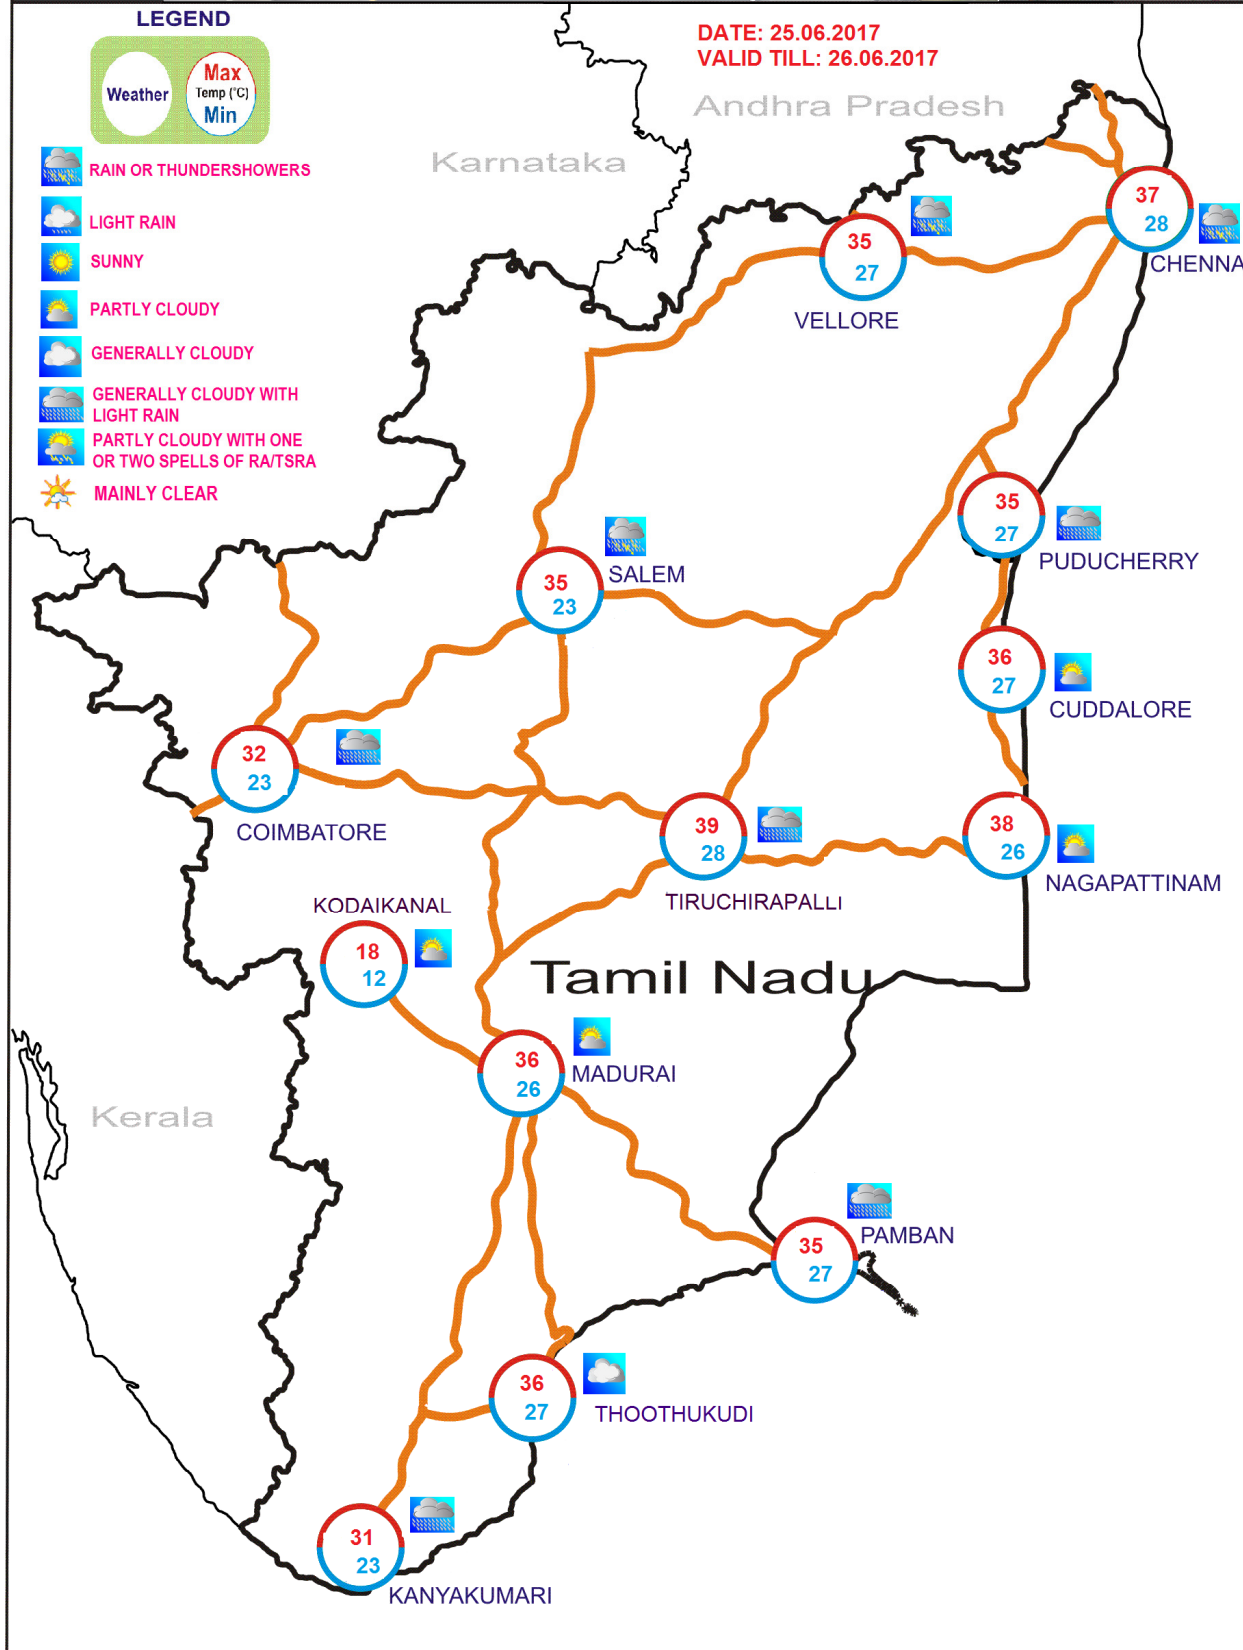 LEGEND
Weather
Max
Temp (°C)
Min
RAIN OR THUNDERSHOWERS
LIGHT RAIN
SUNNY
PARTLY CLOUDY
GENERALLY CLOUDY
GENERALLY CLOUDY WITH
LIGHT RAIN
PARTLY CLOUDY WITH ONE
OR TWO SPELLS OF RA/TSRA
MAINLY CLEAR
DATE: 25.06.2017
VALID TILL: 26.06.2017
Andhra Pradesh
Karnataka
37
28
CHENNA
35
27
VELLORE
35
27
PUDUCHERRY
35
23
SALEM
36
27
CUDDALORE
32
23
COIMBATORE
39
28
TIRUCHIRAPALLI
38
26
NAGAPATTINAM
KODAIKANAL
18
12
Tamil Nadu
36
26
MADURAI
Kerala
35
27
PAMBAN
36
27
THOOTHUKUDI
31
23
KANYAKUMARI